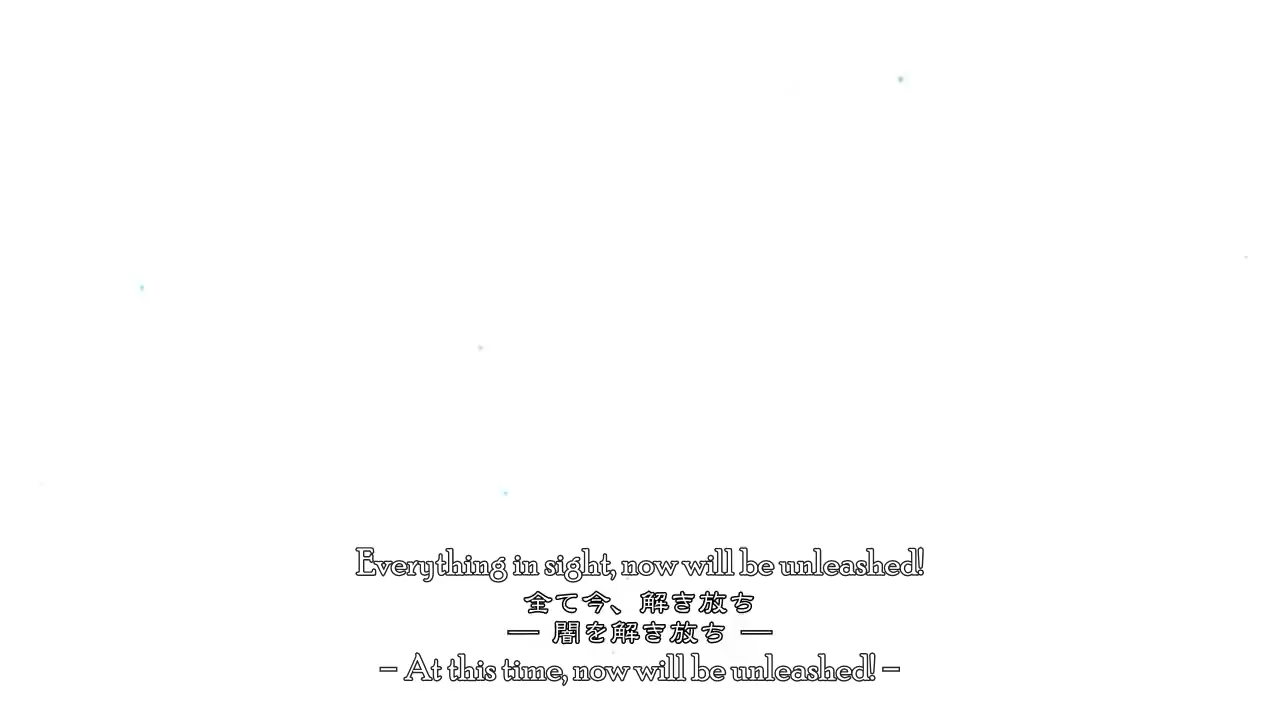 Everything in sight, now will be unleashed!
全て今、解き放ち
― 闇を解き放ち ―
– At this time, now will be unleashed! –